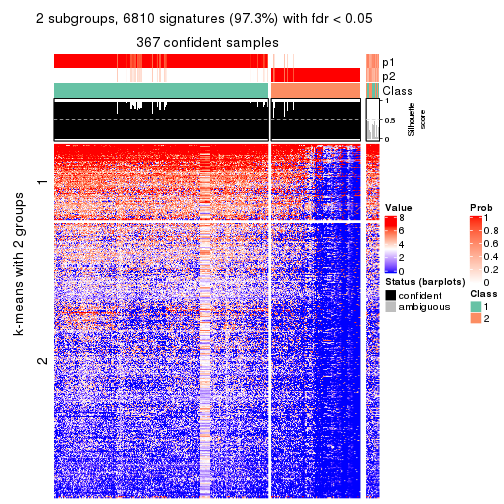 2 subgroups, 6810 signatures (97.3%) with fdr < 0.05
367 confident samples
p1
p2
Class
1
0.5
0
Silhouette
score
k-means with 2 groups
1
2
Value
8
6
4
2
0
Prob
1
0.8
0.6
0.4
0.2
0
Status (barplots)
confident
ambiguous
Class
1
2